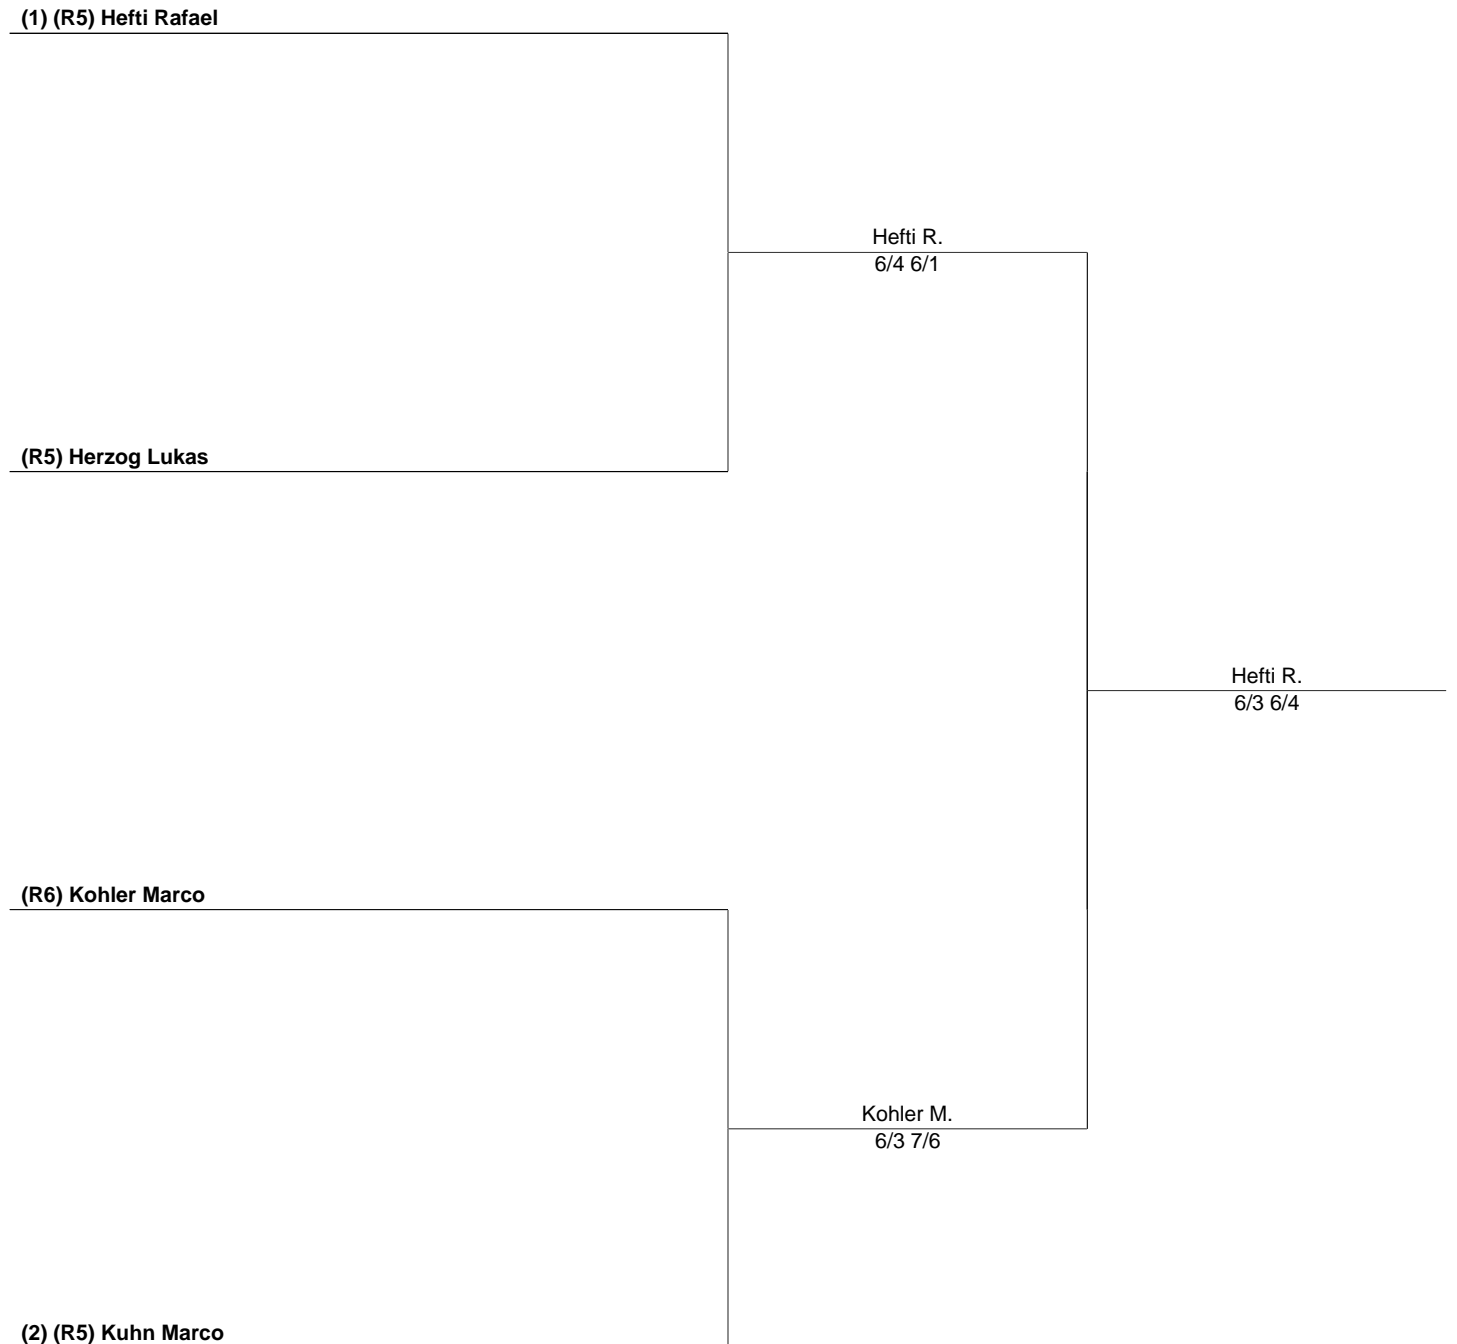 (1) (R5) Hefti Rafael
Hefti R.
6/4 6/1
(R5) Herzog Lukas
Hefti R.
6/3 6/4
(R6) Kohler Marco
Kohler M.
6/3 7/6
(2) (R5) Kuhn Marco